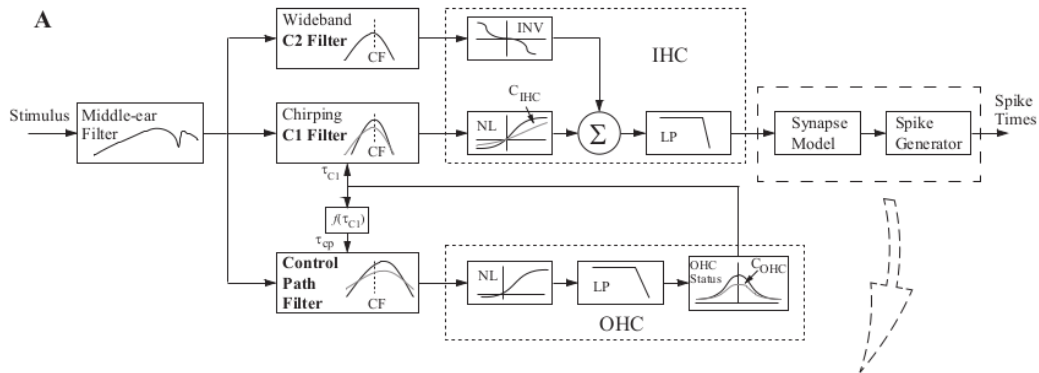 A
Wideband
C2 Filter
CF
INV
IHC
Stimulus
Middle-ear
Filter
Chirping
C1 Filter
CF
NL
C_IHC
Σ
LP
Synapse
Model
Spike
Generator
Spike
Times
τ_C1
f(τ_C1)
τ_cp
Control
Path
Filter
CF
NL
LP
OHC
Status
C_OHC
OHC